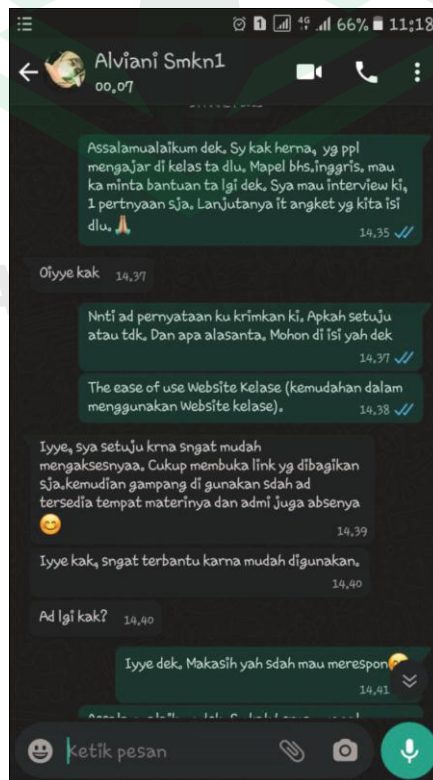 4G 66% 11:18
Alviani Smkn1
00.07
Assalamualaikum dek. Sy kak herna, yg ppl
mengajar di kelas ta dlu. Mapel bhs.inggris. mau
ka minta bantuan ta lgi dek. Sya mau interview ki,
1 pertnyaan sja. Lanjutanya it angket yg kita isi
dlu. 🙏
14.35
Oiyye kak 14.37
Nnti ad pernyataan ku krimkan ki. Apkah setuju
atau tdk. Dan apa alasanta. Mohon di isi yah dek
14.37
The ease of use Website Kelase (kemudahan dalam
menggunakan Website kelase). 14.38
Iyye, sya setuju krna sngat mudah
mengaksesnyaa. Cukup membuka link yg dibagikan
sja.kemudian gampang di gunakan sdah ad
tersedia tempat materinya dan admi juga absenya
😊 14.39
Iyye kak, sngat terbantu karna mudah digunakan.
14.40
Ad lgi kak? 14.40
Iyye dek. Makasih yah sdah mau merespon
14.41
Ketik pesan